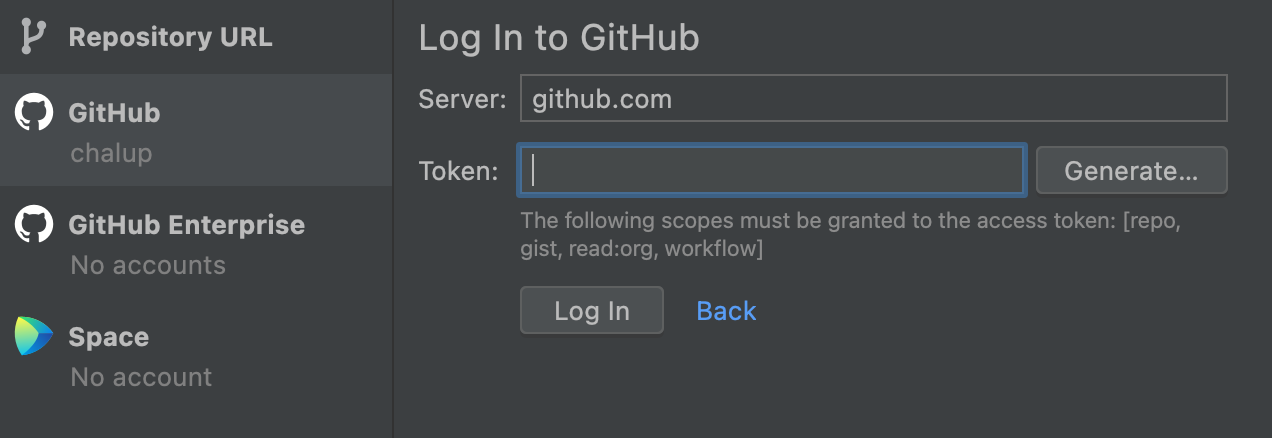 Repository URL
GitHub
chalup
GitHub Enterprise
No accounts
Space
No account
Log In to GitHub
Server: github.com
Token: Generate...
The following scopes must be granted to the access token: [repo,
gist, read:org, workflow]
Log In Back